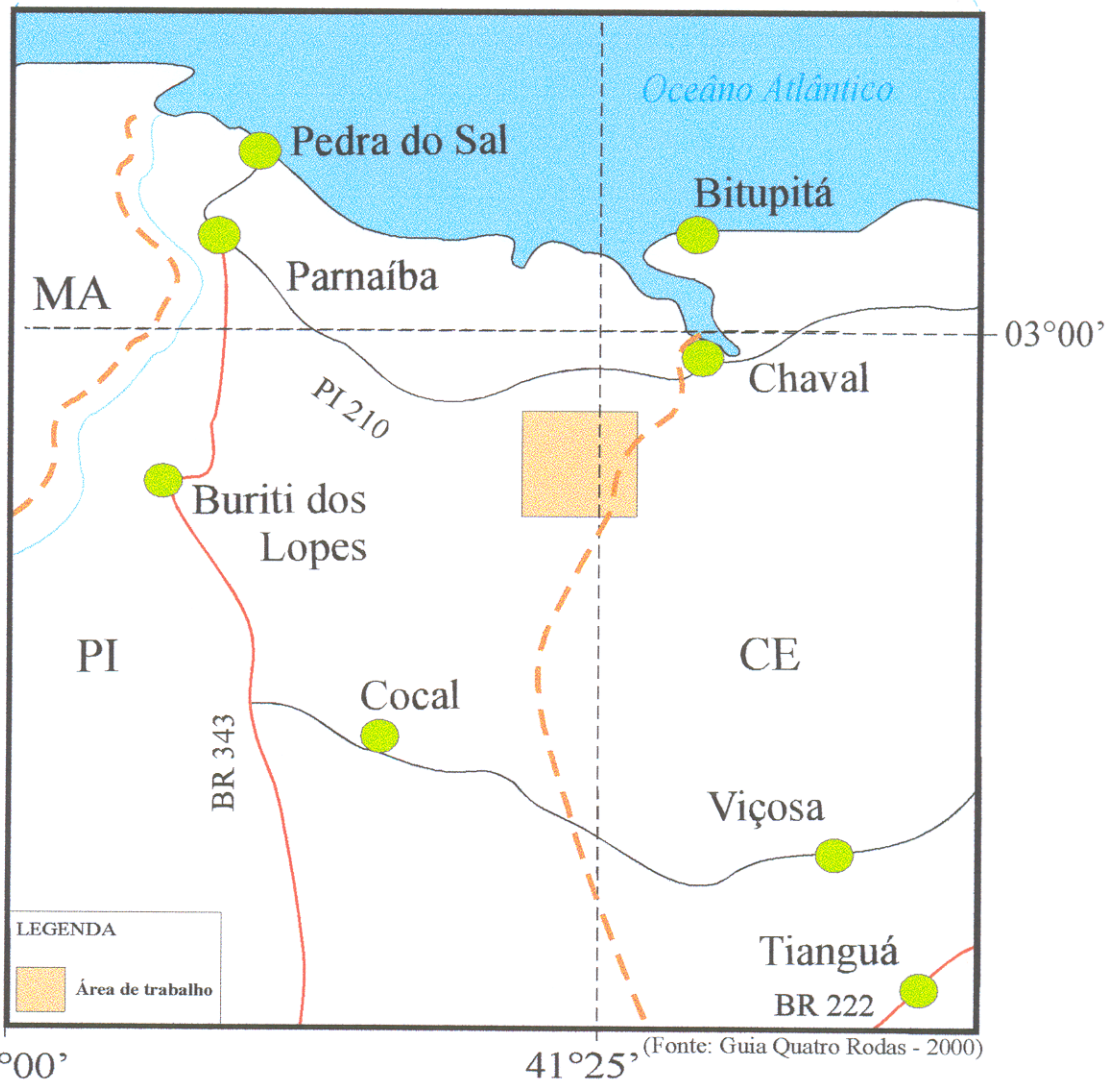 Oceâno Atlântico
Pedra do Sal
Bitupitá
Parnaíba
MA
03°00'
Chaval
PI 210
Buriti dos
Lopes
PI
CE
Cocal
BR 343
Viçosa
LEGENDA
Área de trabalho
Tianguá
BR 222
(Fonte: Guia Quatro Rodas - 2000)
°00'
41°25'